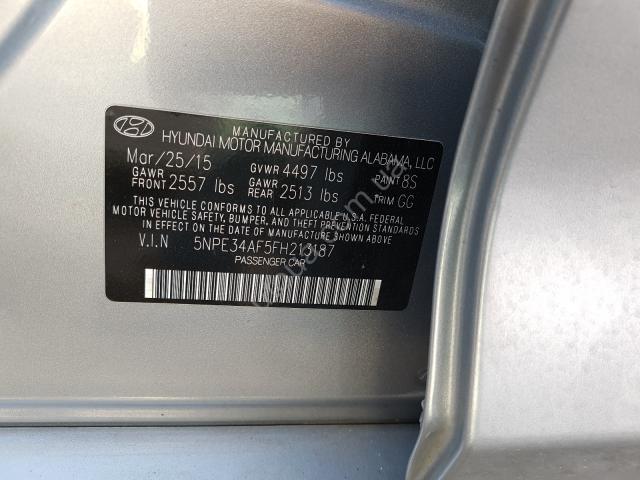 MANUFACTURED BY
HYUNDAI MOTOR MANUFACTURING ALABAMA, LLC
Mar/25/15 GVWR 4497 lbs PAINT 8S
GAWR FRONT 2557 lbs GAWR REAR 2513 lbs TRIM GG
THIS VEHICLE CONFORMS TO ALL APPLICABLE FEDERAL
MOTOR VEHICLE SAFETY, BUMPER, AND THEFT PREVENTION STANDARDS
IN EFFECT ON THE DATE OF MANUFACTURE SHOWN ABOVE.
V.I.N 5NPE34AF5FH213187
PASSENGER CAR